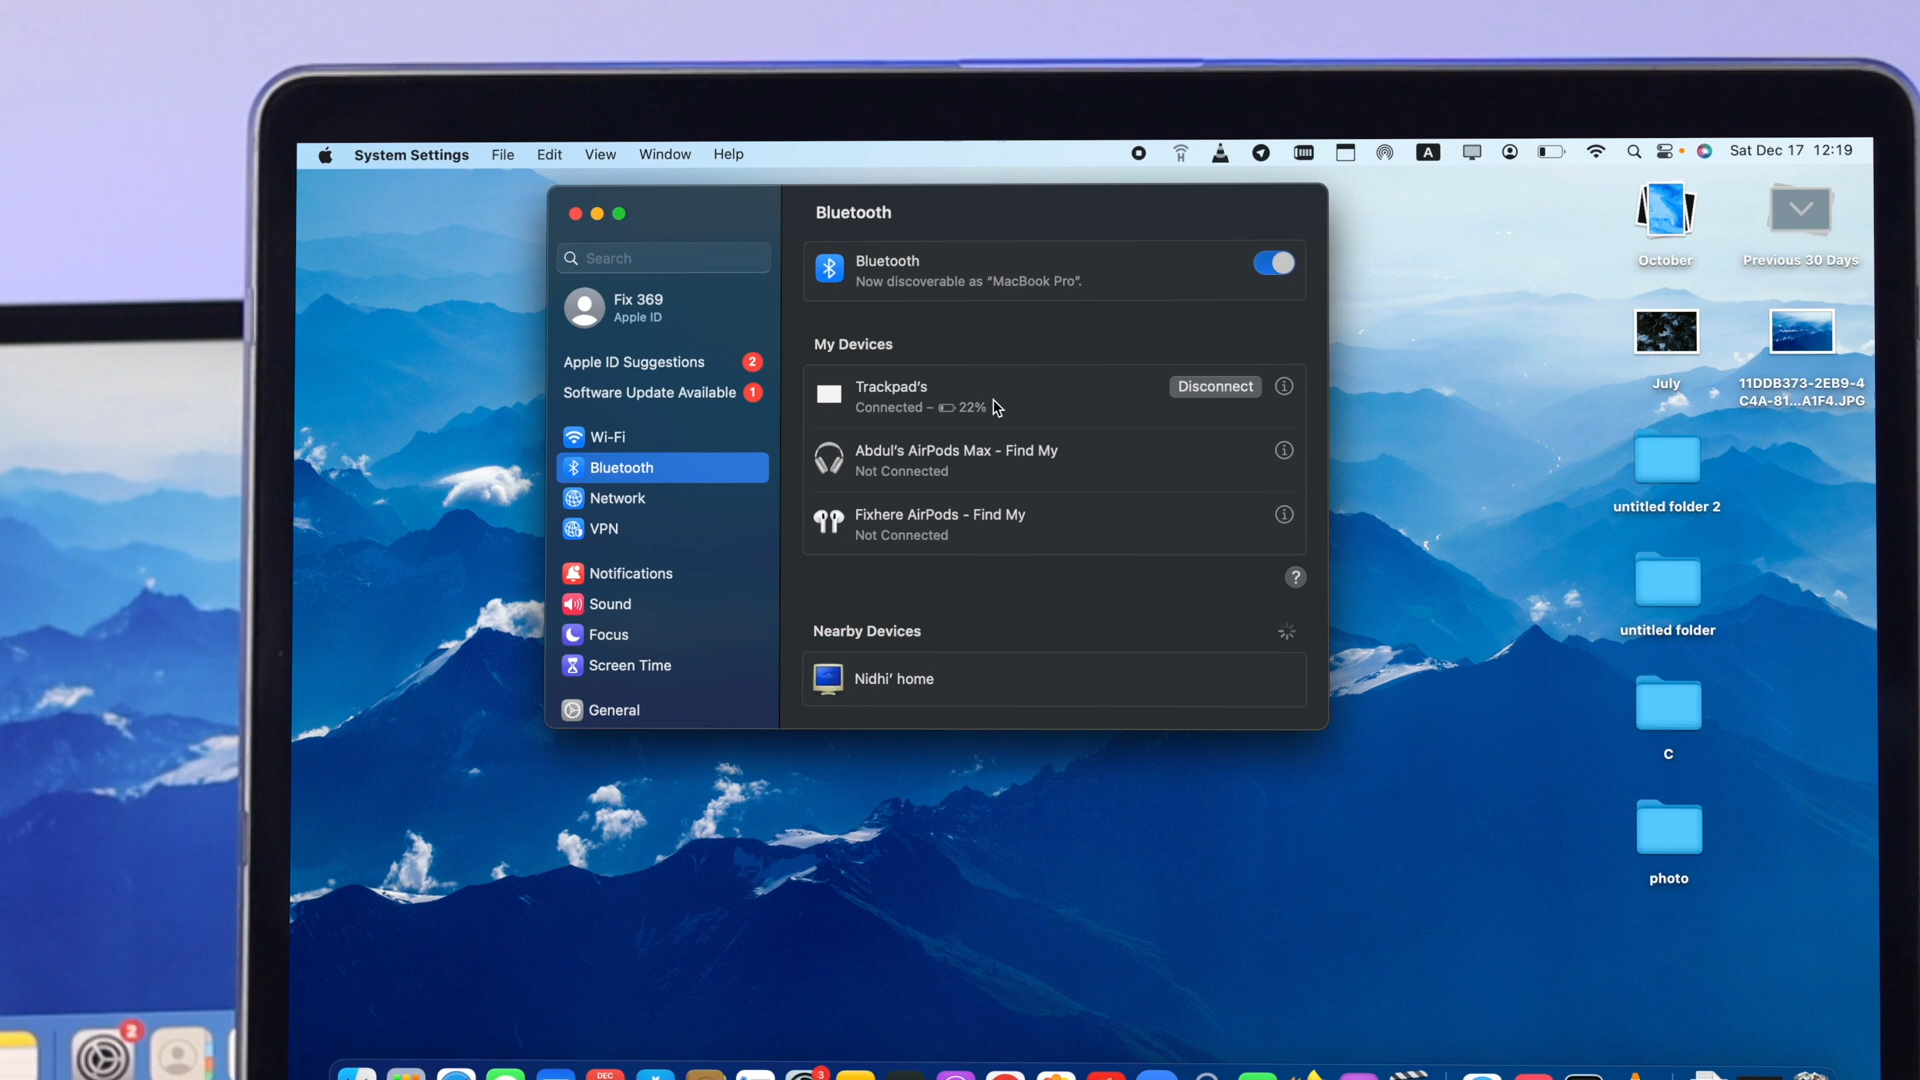 System Settings File Edit View Window Help
A
Sat Dec 17 12:19
Bluetooth
Search
Bluetooth
Now discoverable as “MacBook Pro”.
Fix 369
Apple ID
Apple ID Suggestions 2
Software Update Available 1
Wi-Fi
Bluetooth
Network
VPN
Notifications
Sound
Focus
Screen Time
General
My Devices
Trackpad's
Connected – 22%
Disconnect
Abdul's AirPods Max - Find My
Not Connected
Fixhere AirPods - Find My
Not Connected
?
Nearby Devices
Nidhi’ home
October
Previous 30 Days
July
11DDB373-2EB9-4
C4A-81...A1F4.JPG
untitled folder 2
untitled folder
C
photo
2
DEC
3